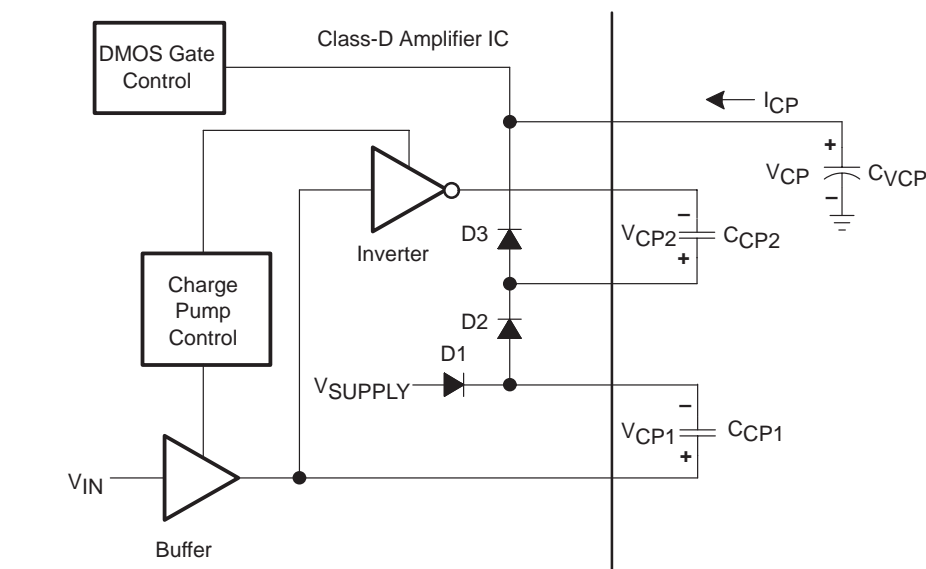 Class-D Amplifier IC
DMOS Gate
Control
ICP
+
VCP
CVCP
–
Inverter
D3
–
VCP2
CCP2
+
Charge
Pump
Control
D2
D1
VSUPPLY
–
VCP1
CCP1
+
VIN
Buffer